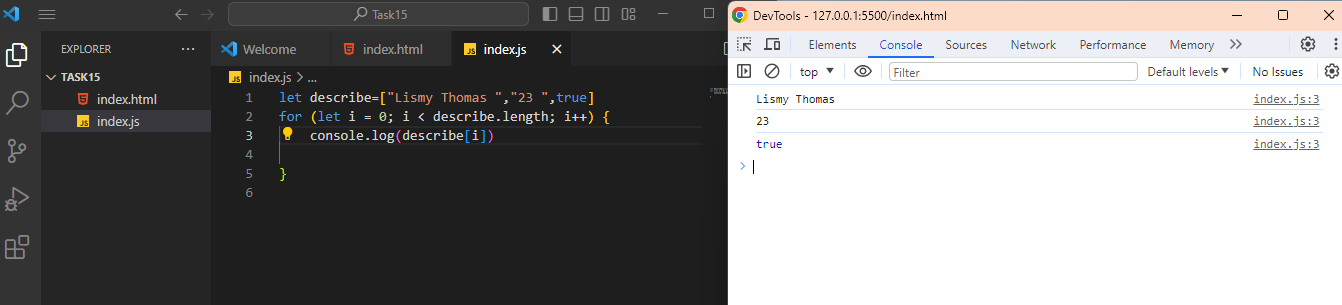 Task15
EXPLORER
TASK15
index.html
index.js
Welcome
index.html
index.js
index.js > ...
1 let describe=["Lismy Thomas ","23 ",true]
2 for (let i = 0; i < describe.length; i++) {
3 console.log(describe[i])
4
5 }
6
DevTools - 127.0.0.1:5500/index.html
Elements Console Sources Network Performance Memory
top Filter Default levels No Issues
Lismy Thomas index.js:3
23 index.js:3
true index.js:3